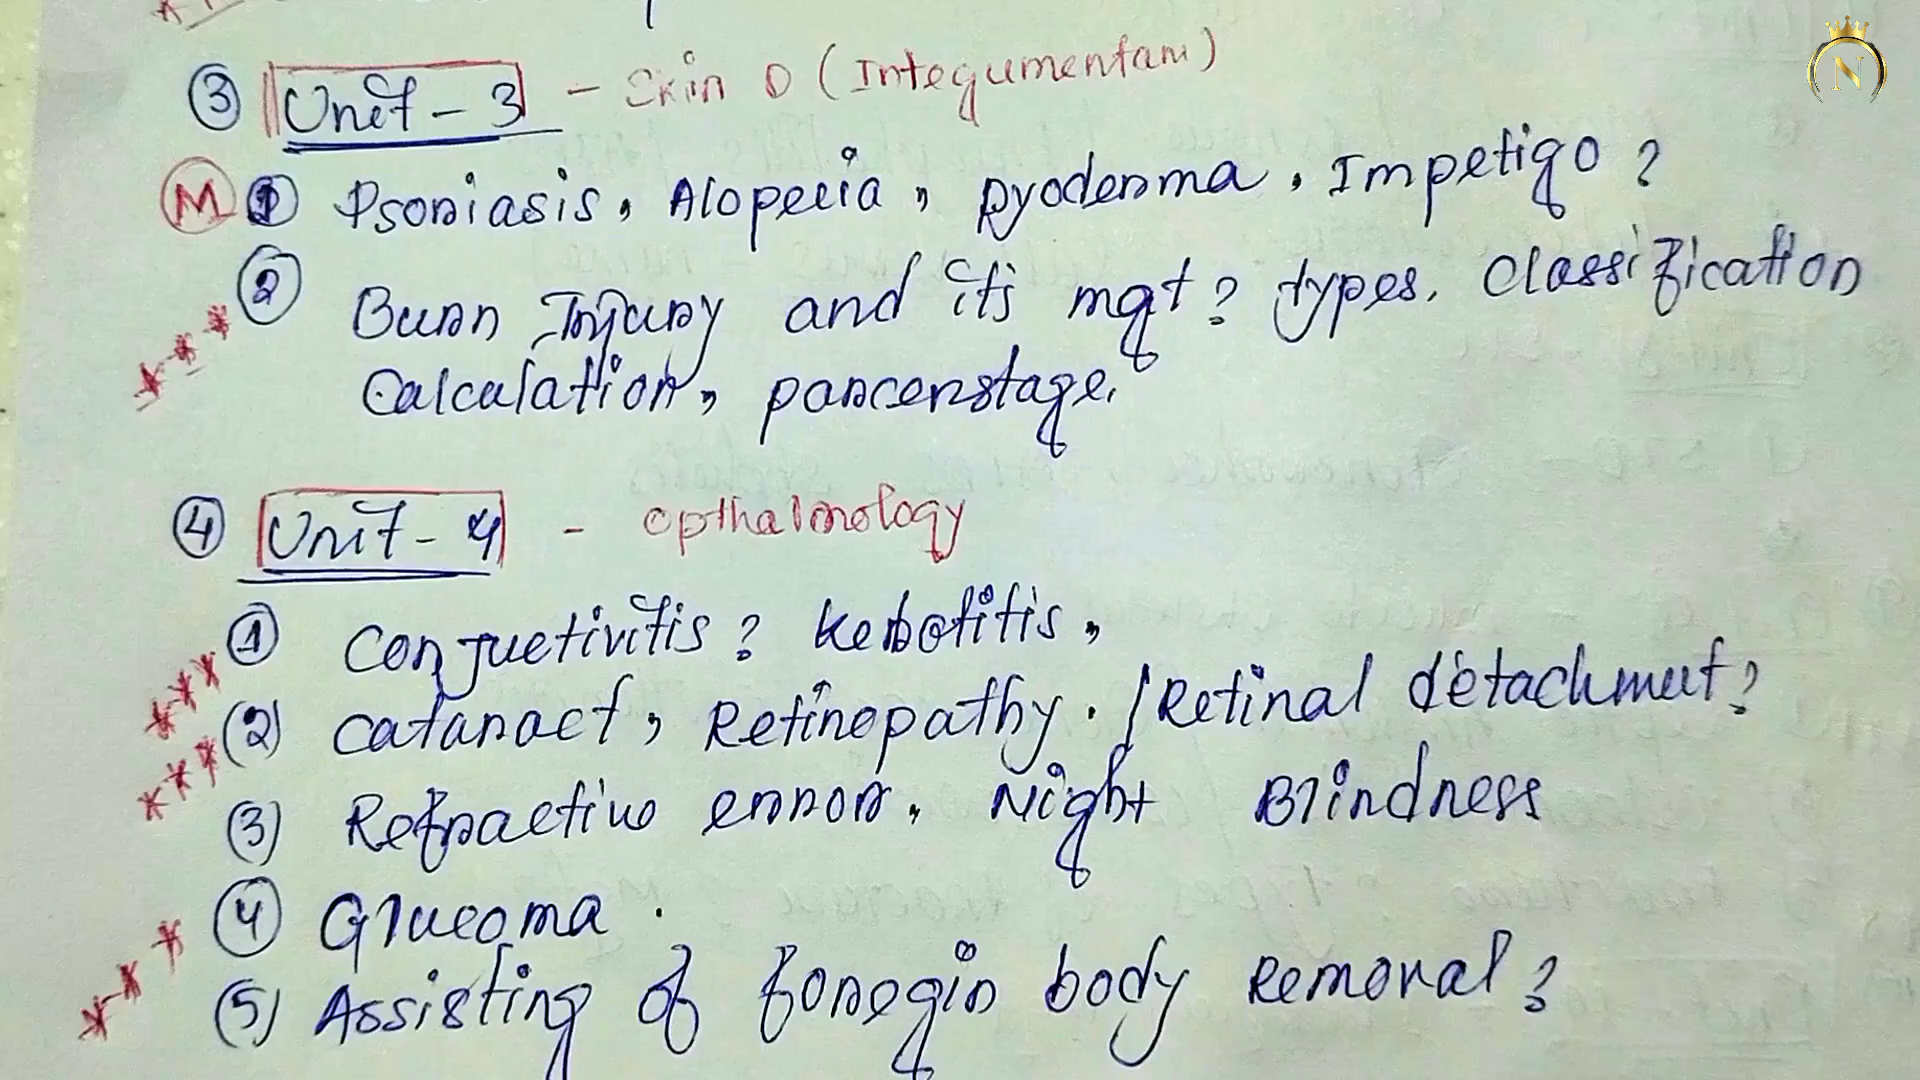 ③ Unit - 3 - Skin D (Integumentary)
M ① Psoriasis, Alopecia, pyoderma, Impetigo?
② Burn Injury and its mgt? types, classification
*** Calculation, parcerstage.
④ Unit - 4 - opthalmology
① Conjuctivitis? Keratitis,
*** (2) cataract, Retinopathy. / Retinal detachment?
*** (3) Refractive error, Night Blindness
④ Glucoma.
*** (5) Assisting of foregin body Removal?
N